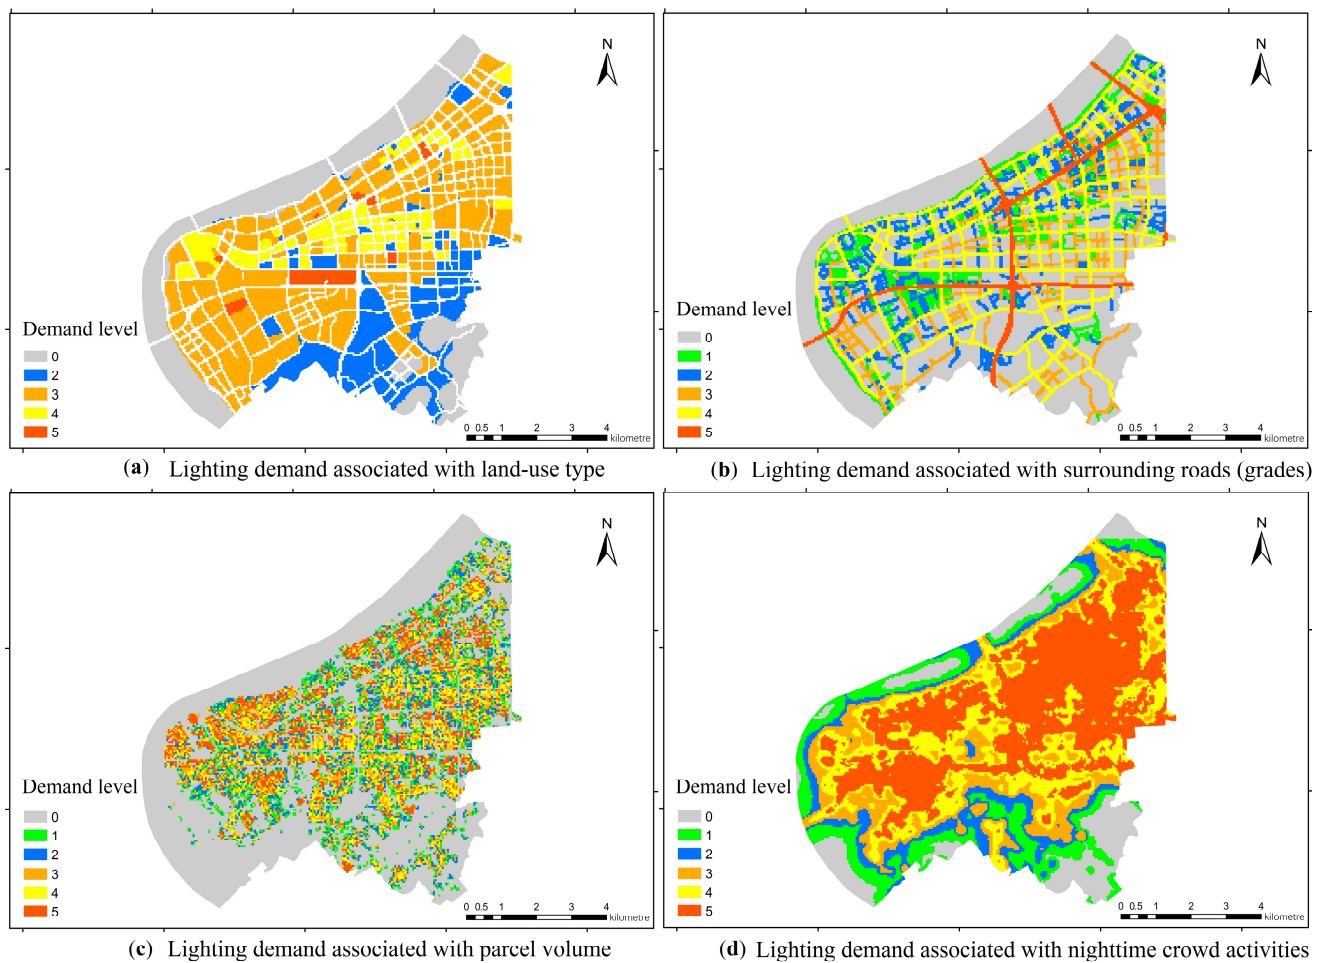 N
Demand level
0
2
3
4
5
0 0.5 1 2 3 4
kilometre
(a) Lighting demand associated with land-use type
N
Demand level
0
1
2
3
4
5
0 0.5 1 2 3 4
kilometre
(b) Lighting demand associated with surrounding roads (grades)
N
Demand level
0
1
2
3
4
5
0 0.5 1 2 3 4
kilometre
(c) Lighting demand associated with parcel volume
N
Demand level
0
1
2
3
4
5
0 0.5 1 2 3 4
kilometre
(d) Lighting demand associated with nighttime crowd activities